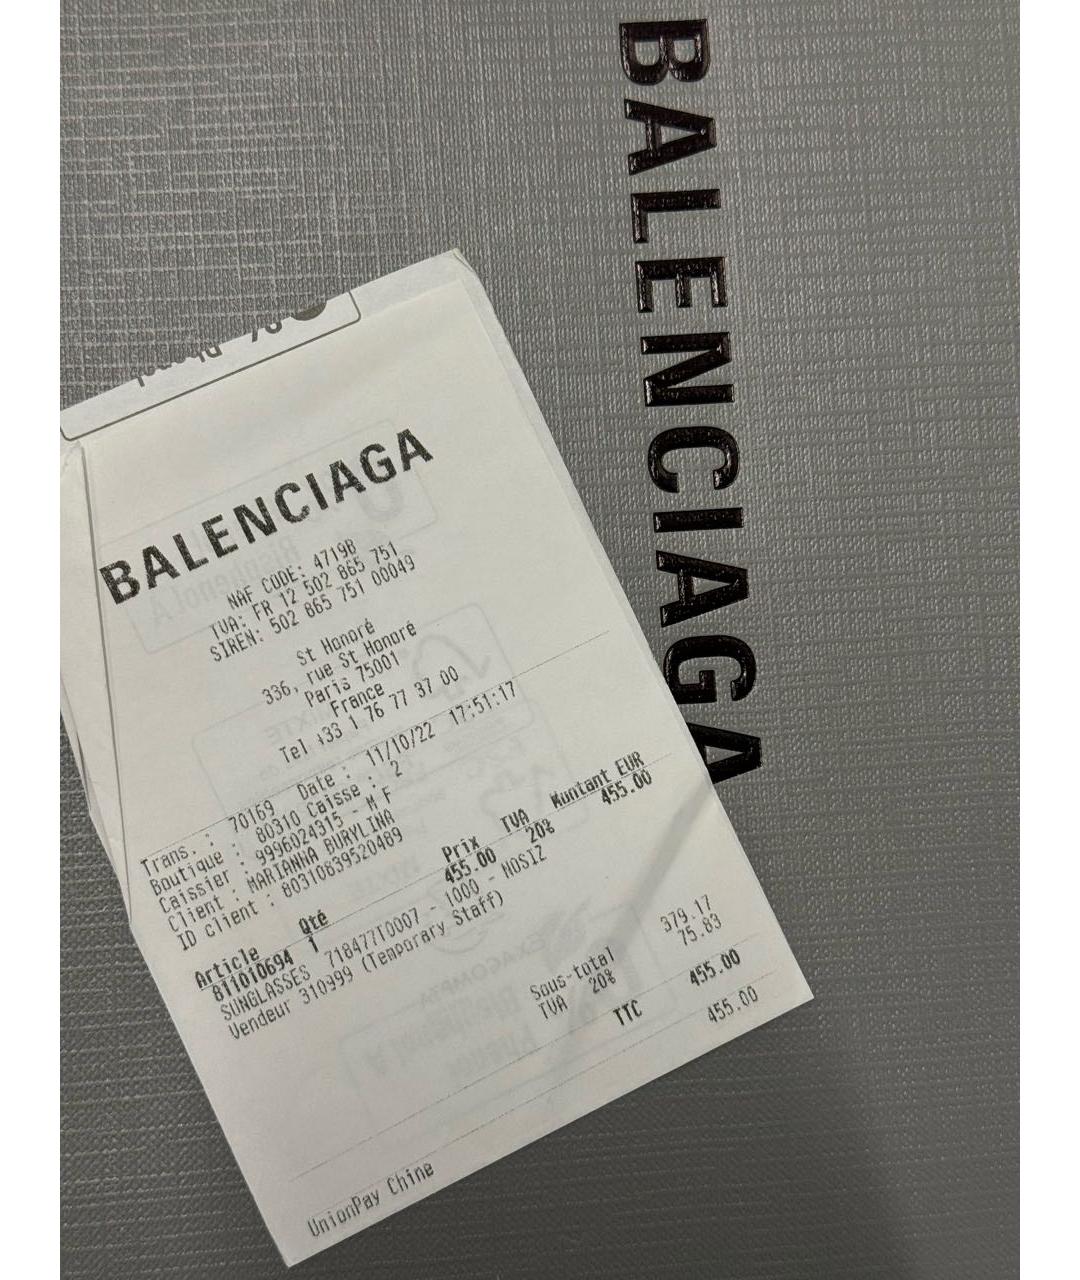 BALENCIAGA
BALENCIAGA
NAF CODE: 4719B
TVA: FR 12 502 865 751
SIREN: 502 865 751 00049
St Honoré
336, rue St Honoré
Paris 75001
France
Tel +33 1 76 77 37 00
Trans. : 70169 Date : 11/10/22 17:51:17
Boutique : 80310 Caisse : 2
Caissier : 9996024315 - M F
Client : MARIANNA BURYLINA
ID client : 80310839520489
Article Qté Prix TVA Montant EUR
811010694 1 455.00 20% 455.00
SUNGLASSES 718477T0007 - 1000 - NOSIZ
Vendeur 310999 (Temporary Staff)
Sous-total 379.17
TVA 20% 75.83
TTC 455.00
UnionPay Chine 455.00